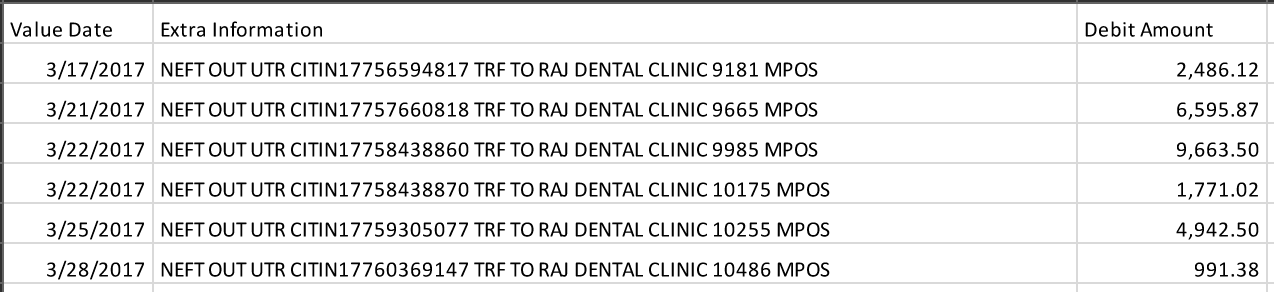 Value Date Extra Information Debit Amount
3/17/2017 NEFT OUT UTR CITIN17756594817 TRF TO RAJ DENTAL CLINIC 9181 MPOS 2,486.12
3/21/2017 NEFT OUT UTR CITIN17757660818 TRF TO RAJ DENTAL CLINIC 9665 MPOS 6,595.87
3/22/2017 NEFT OUT UTR CITIN17758438860 TRF TO RAJ DENTAL CLINIC 9985 MPOS 9,663.50
3/22/2017 NEFT OUT UTR CITIN17758438870 TRF TO RAJ DENTAL CLINIC 10175 MPOS 1,771.02
3/25/2017 NEFT OUT UTR CITIN17759305077 TRF TO RAJ DENTAL CLINIC 10255 MPOS 4,942.50
3/28/2017 NEFT OUT UTR CITIN17760369147 TRF TO RAJ DENTAL CLINIC 10486 MPOS 991.38